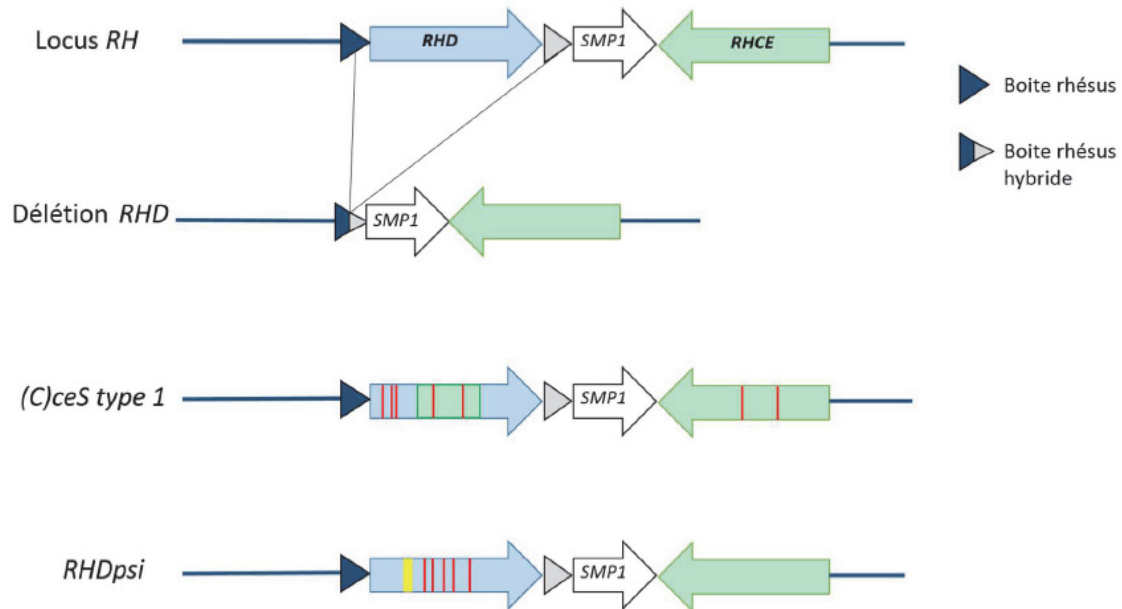 Locus RH
RHD
SMP1
RHCE
Boite rhésus
Boite rhésus
hybride
Délétion RHD
SMP1
(C)ceS type 1
SMP1
RHDpsi
SMP1